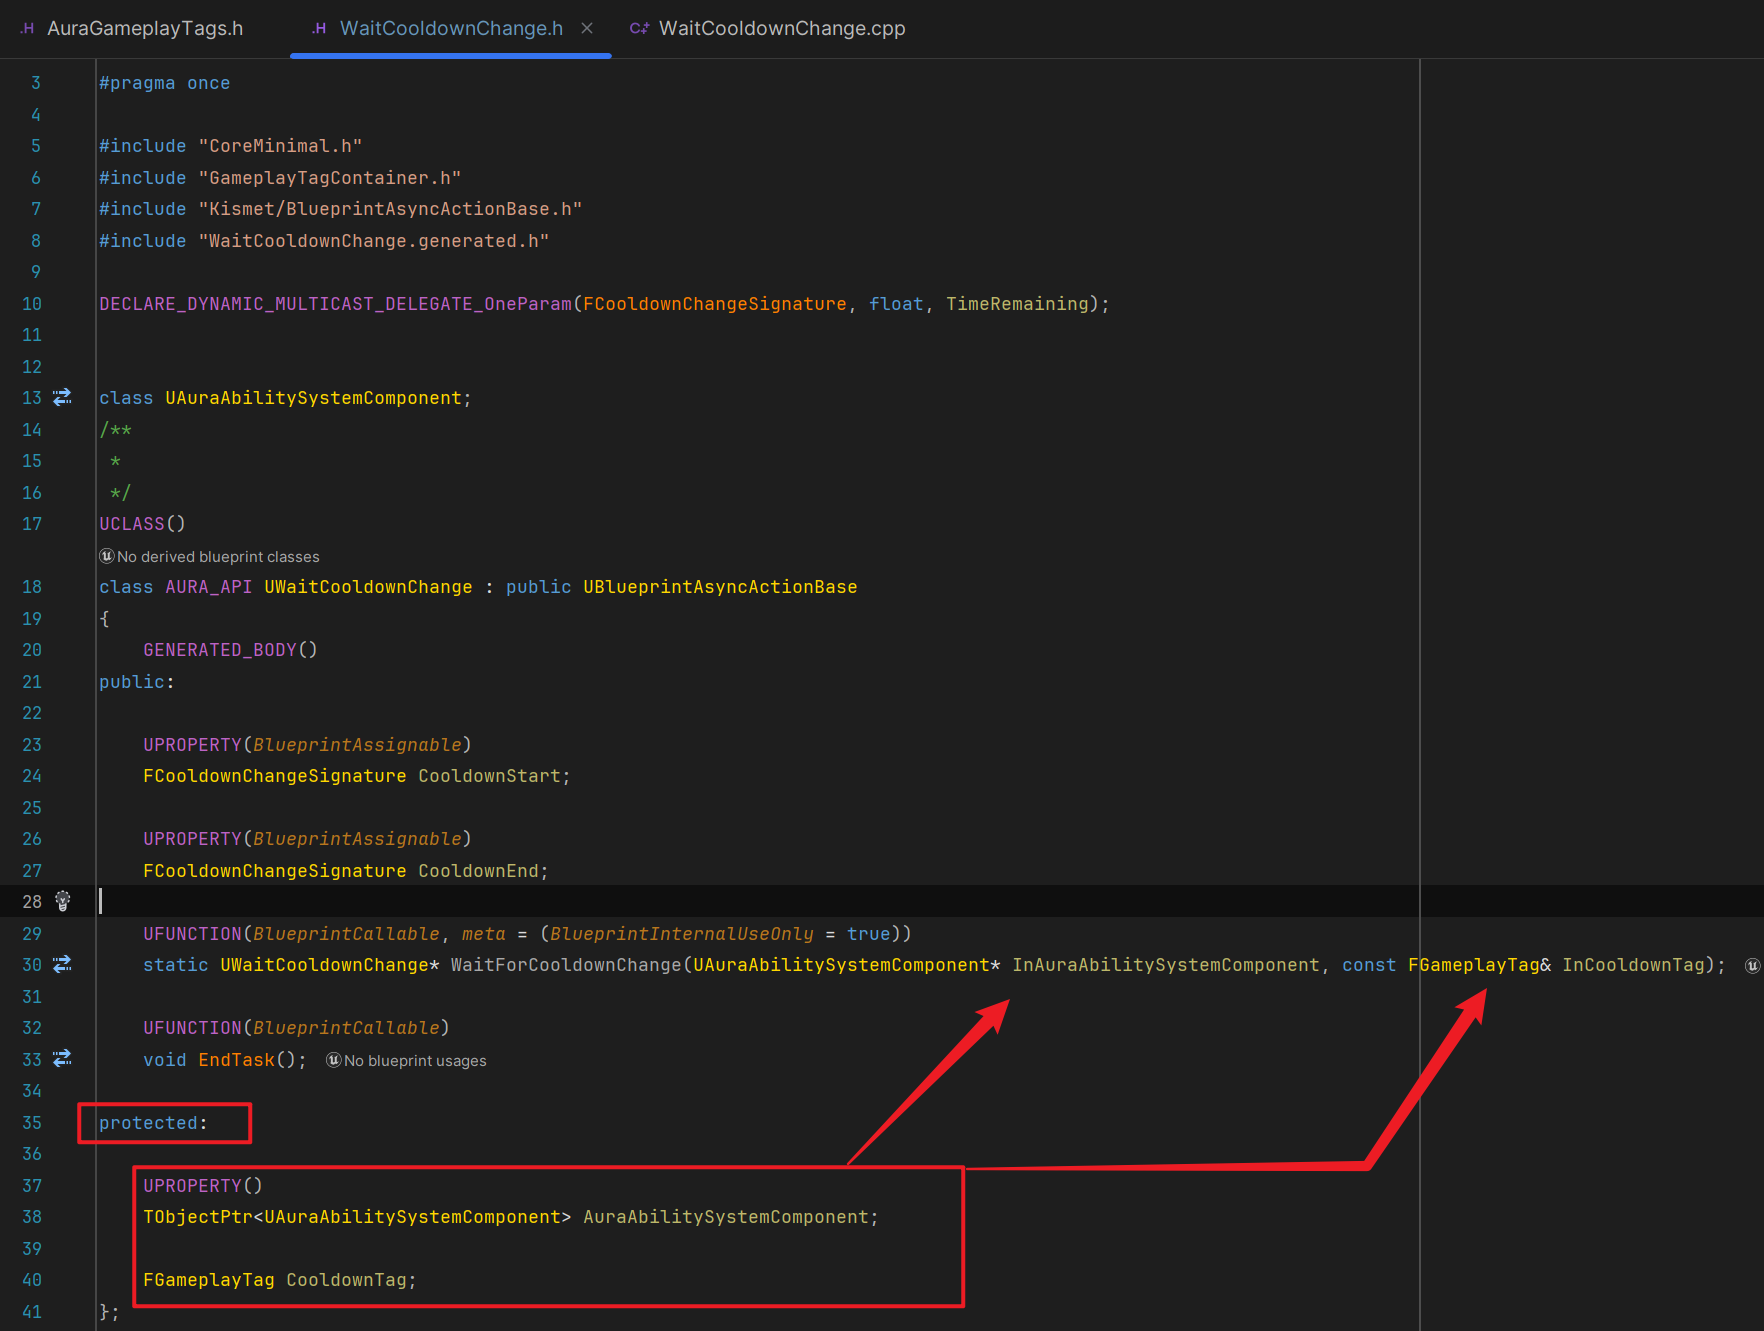 AuraGameplayTags.h WaitCooldownChange.h WaitCooldownChange.cpp
3 #pragma once
4
5 #include "CoreMinimal.h"
6 #include "GameplayTagContainer.h"
7 #include "Kismet/BlueprintAsyncActionBase.h"
8 #include "WaitCooldownChange.generated.h"
9
10 DECLARE_DYNAMIC_MULTICAST_DELEGATE_OneParam(FCooldownChangeSignature, float, TimeRemaining);
11
12
13 class UAuraAbilitySystemComponent;
14 /**
15 *
16 */
17 UCLASS()
No derived blueprint classes
18 class AURA_API UWaitCooldownChange : public UBlueprintAsyncActionBase
19 {
20 GENERATED_BODY()
21 public:
22
23 UPROPERTY(BlueprintAssignable)
24 FCooldownChangeSignature CooldownStart;
25
26 UPROPERTY(BlueprintAssignable)
27 FCooldownChangeSignature CooldownEnd;
28
29 UFUNCTION(BlueprintCallable, meta = (BlueprintInternalUseOnly = true))
30 static UWaitCooldownChange* WaitForCooldownChange(UAuraAbilitySystemComponent* InAuraAbilitySystemComponent, const FGameplayTag& InCooldownTag);
31
32 UFUNCTION(BlueprintCallable)
33 void EndTask(); No blueprint usages
34
35 protected:
36
37 UPROPERTY()
38 TObjectPtr<UAuraAbilitySystemComponent> AuraAbilitySystemComponent;
39
40 FGameplayTag CooldownTag;
41 };